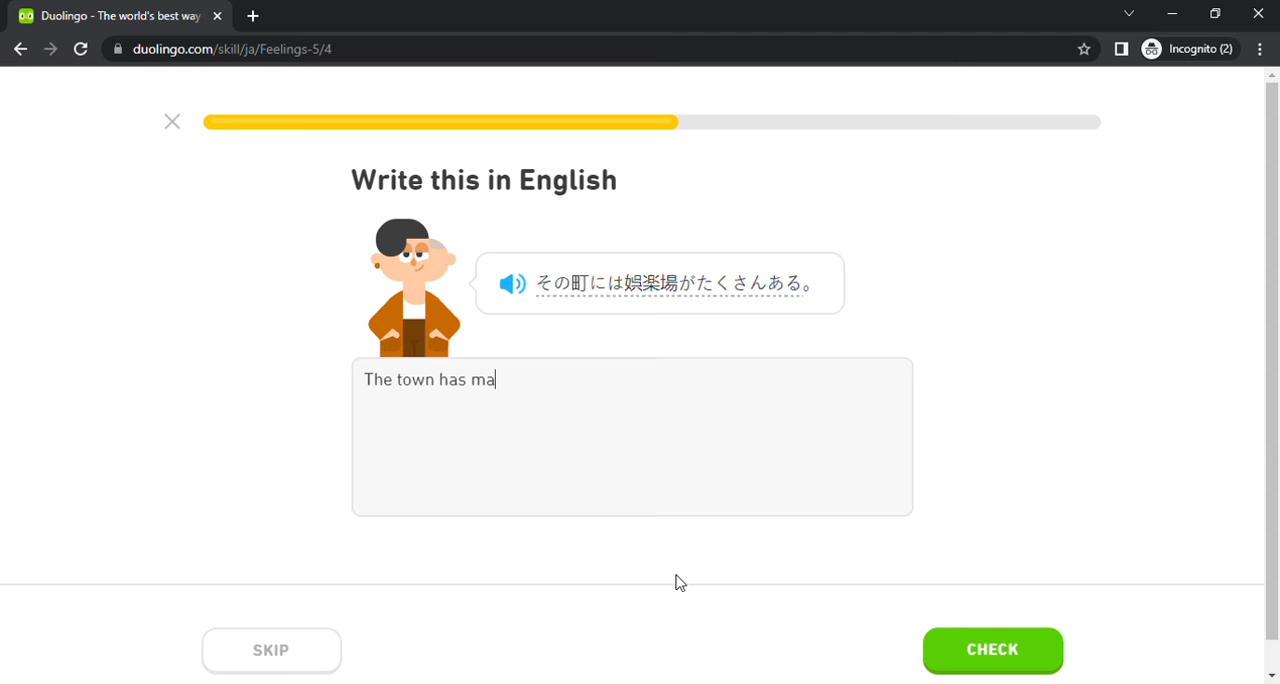 Duolingo - The world's best way
duolingo.com/skill/ja/Feelings-5/4
Incognito (2)
Write this in English
その町には娯楽場がたくさんある。
The town has ma
SKIP
CHECK